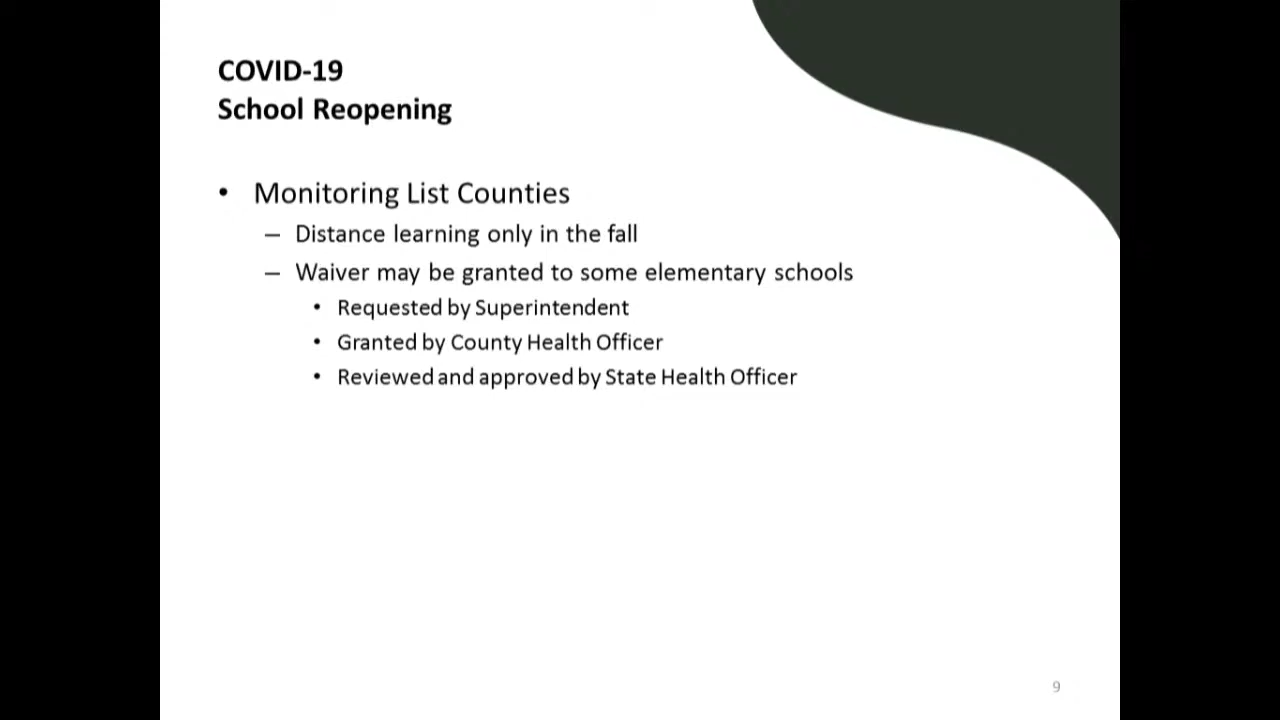 COVID-19
School Reopening
• Monitoring List Counties
– Distance learning only in the fall
– Waiver may be granted to some elementary schools
• Requested by Superintendent
• Granted by County Health Officer
• Reviewed and approved by State Health Officer
9